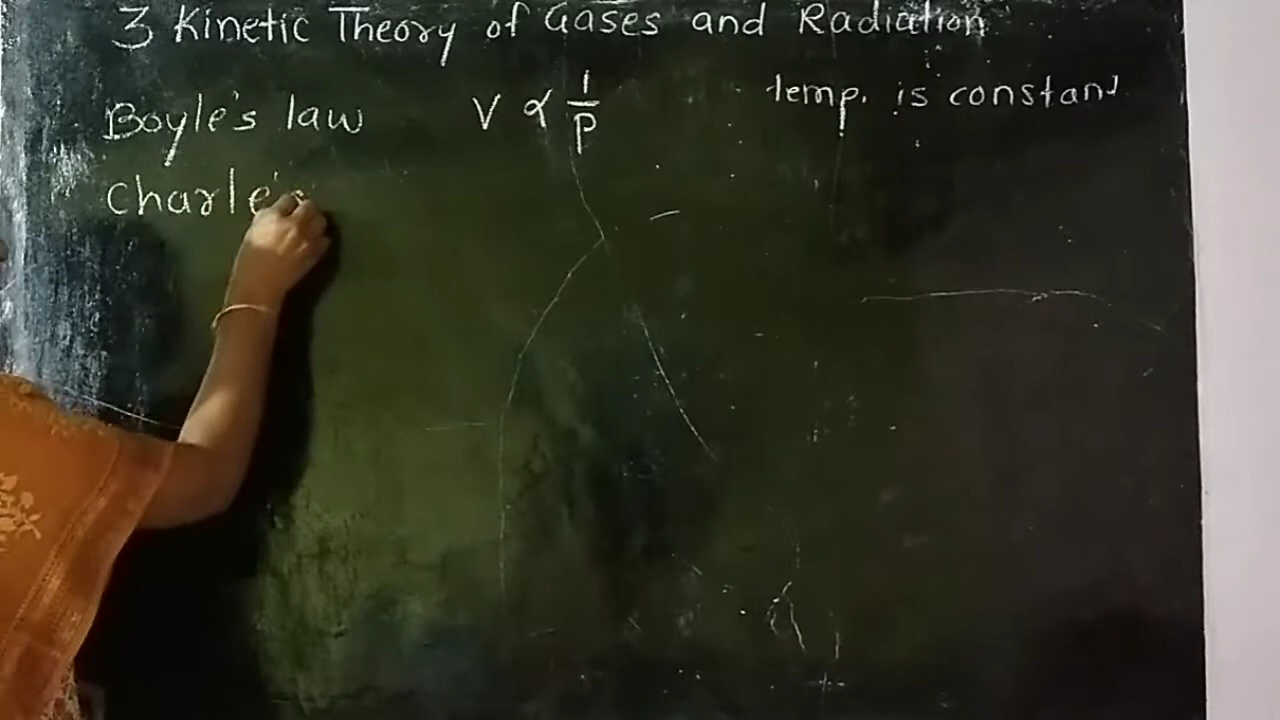 3 Kinetic Theory of Gases and Radiation
Boyle's law V ∝ 1/P temp. is constant
Charle's